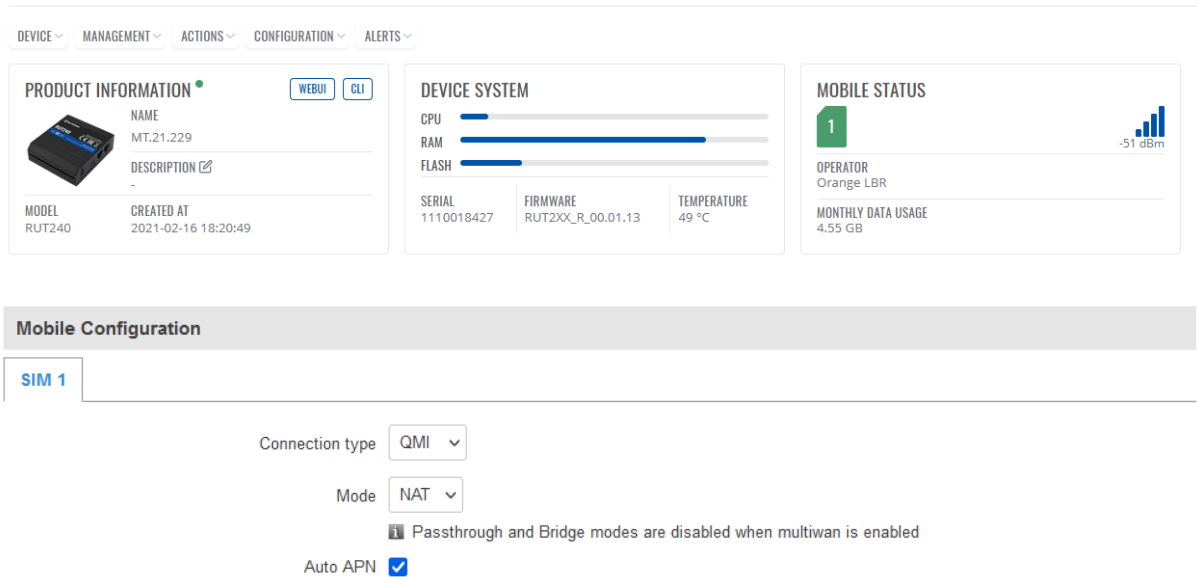 DEVICE MANAGEMENT ACTIONS CONFIGURATION ALERTS
PRODUCT INFORMATION WEBUI CLI
NAME
MT.21.229
DESCRIPTION
-
MODEL CREATED AT
RUT240 2021-02-16 18:20:49
DEVICE SYSTEM
CPU
RAM
FLASH
SERIAL FIRMWARE TEMPERATURE
1110018427 RUT2XX_R_00.01.13 49 °C
MOBILE STATUS
1
-51 dBm
OPERATOR
Orange LBR
MONTHLY DATA USAGE
4.55 GB
Mobile Configuration
SIM 1
Connection type QMI
Mode NAT
Passthrough and Bridge modes are disabled when multiwan is enabled
Auto APN